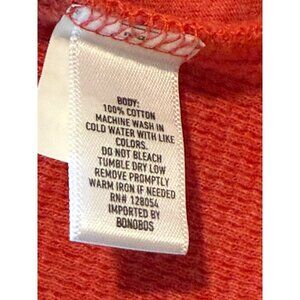 BODY:
100% COTTON
MACHINE WASH IN
COLD WATER WITH LIKE
COLORS.
DO NOT BLEACH
TUMBLE DRY LOW
REMOVE PROMPTLY
WARM IRON IF NEEDED
RN# 128054
IMPORTED BY
BONOBOS